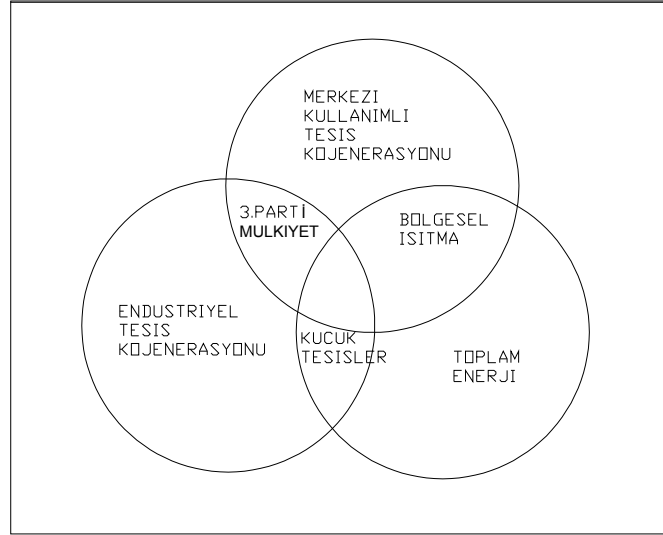 MERKEZI
KULLANIMLI
TESIS
KOJENERASYONU
3.PARTİ
MULKIYET
BOLGESEL
ISITMA
ENDUSTRIYEL
TESIS
KOJENERASYONU
KUCUK
TESISLER
TOPLAM
ENERJI